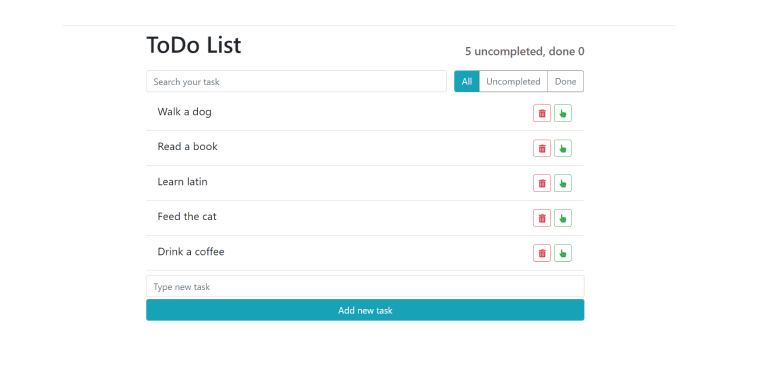 ToDo List
5 uncompleted, done 0
Search your task
All
Uncompleted
Done
Walk a dog
Read a book
Learn latin
Feed the cat
Drink a coffee
Type new task
Add new task